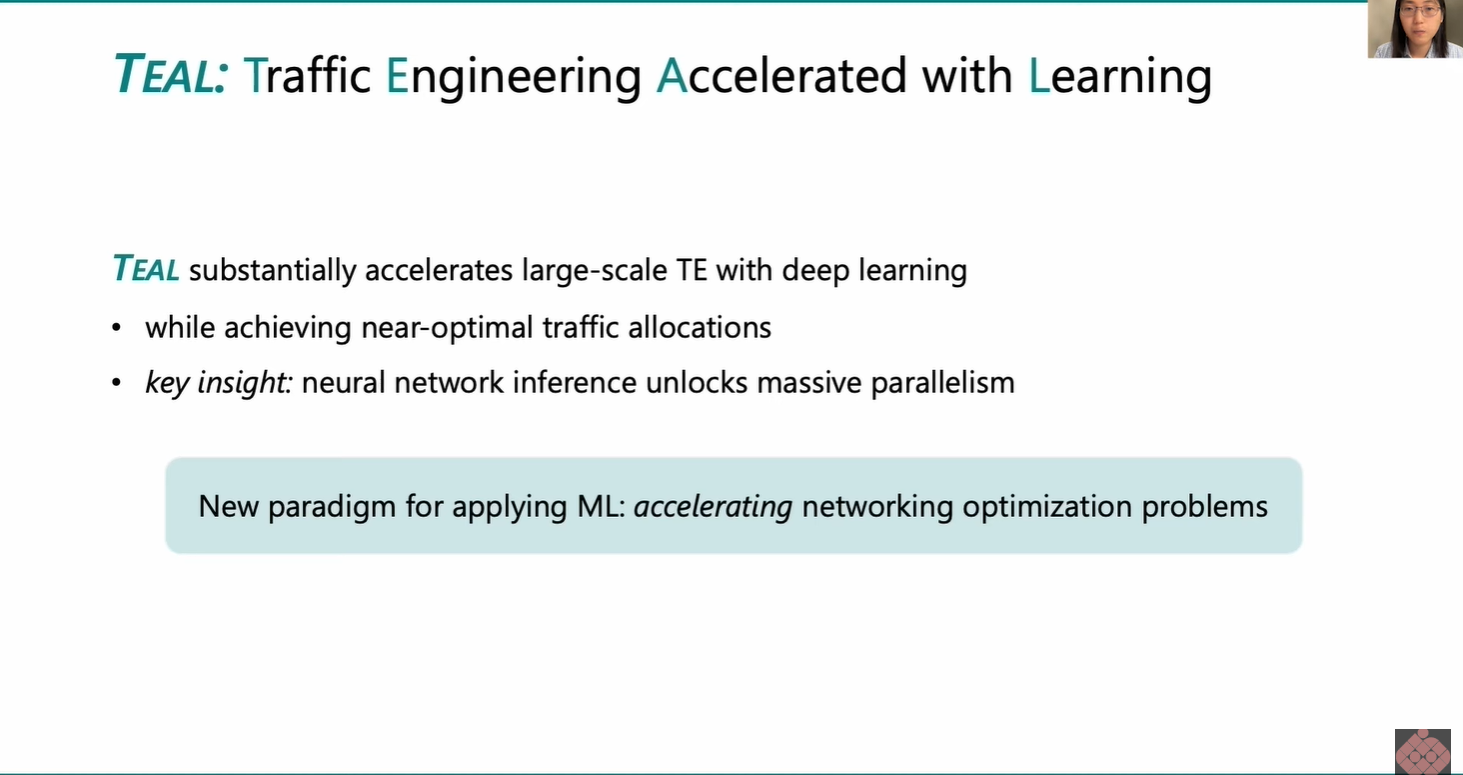 TEAL: Traffic Engineering Accelerated with Learning
TEAL substantially accelerates large-scale TE with deep learning
• while achieving near-optimal traffic allocations
• key insight: neural network inference unlocks massive parallelism
New paradigm for applying ML: accelerating networking optimization problems